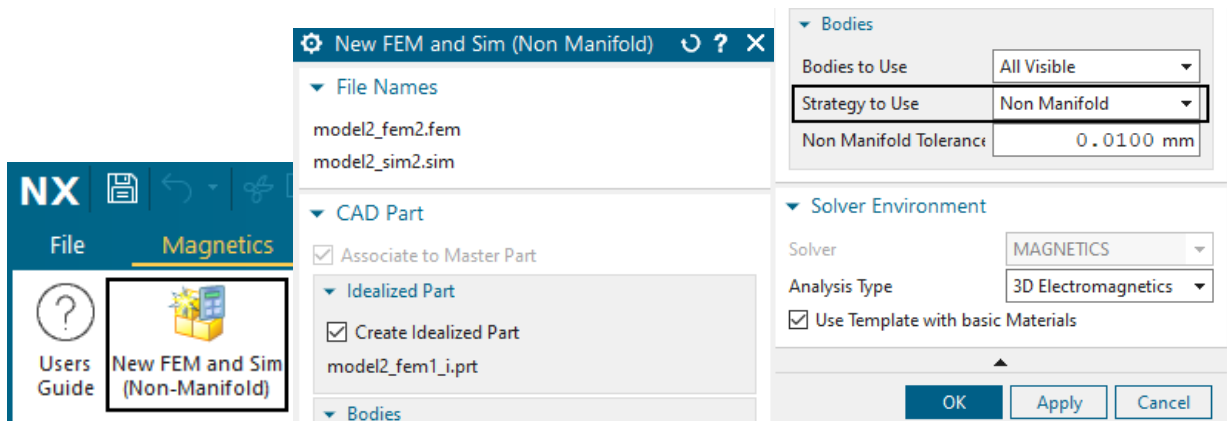 NX
File
Magnetics
?
Users
Guide
New FEM and Sim
(Non-Manifold)
New FEM and Sim (Non Manifold)
?
File Names
model2_fem2.fem
model2_sim2.sim
CAD Part
Associate to Master Part
Idealized Part
Create Idealized Part
model2_fem1_i.prt
Bodies
Bodies
Bodies to Use All Visible
Strategy to Use Non Manifold
Non Manifold Tolerance 0.0100 mm
Solver Environment
Solver MAGNETICS
Analysis Type 3D Electromagnetics
Use Template with basic Materials
OK Apply Cancel